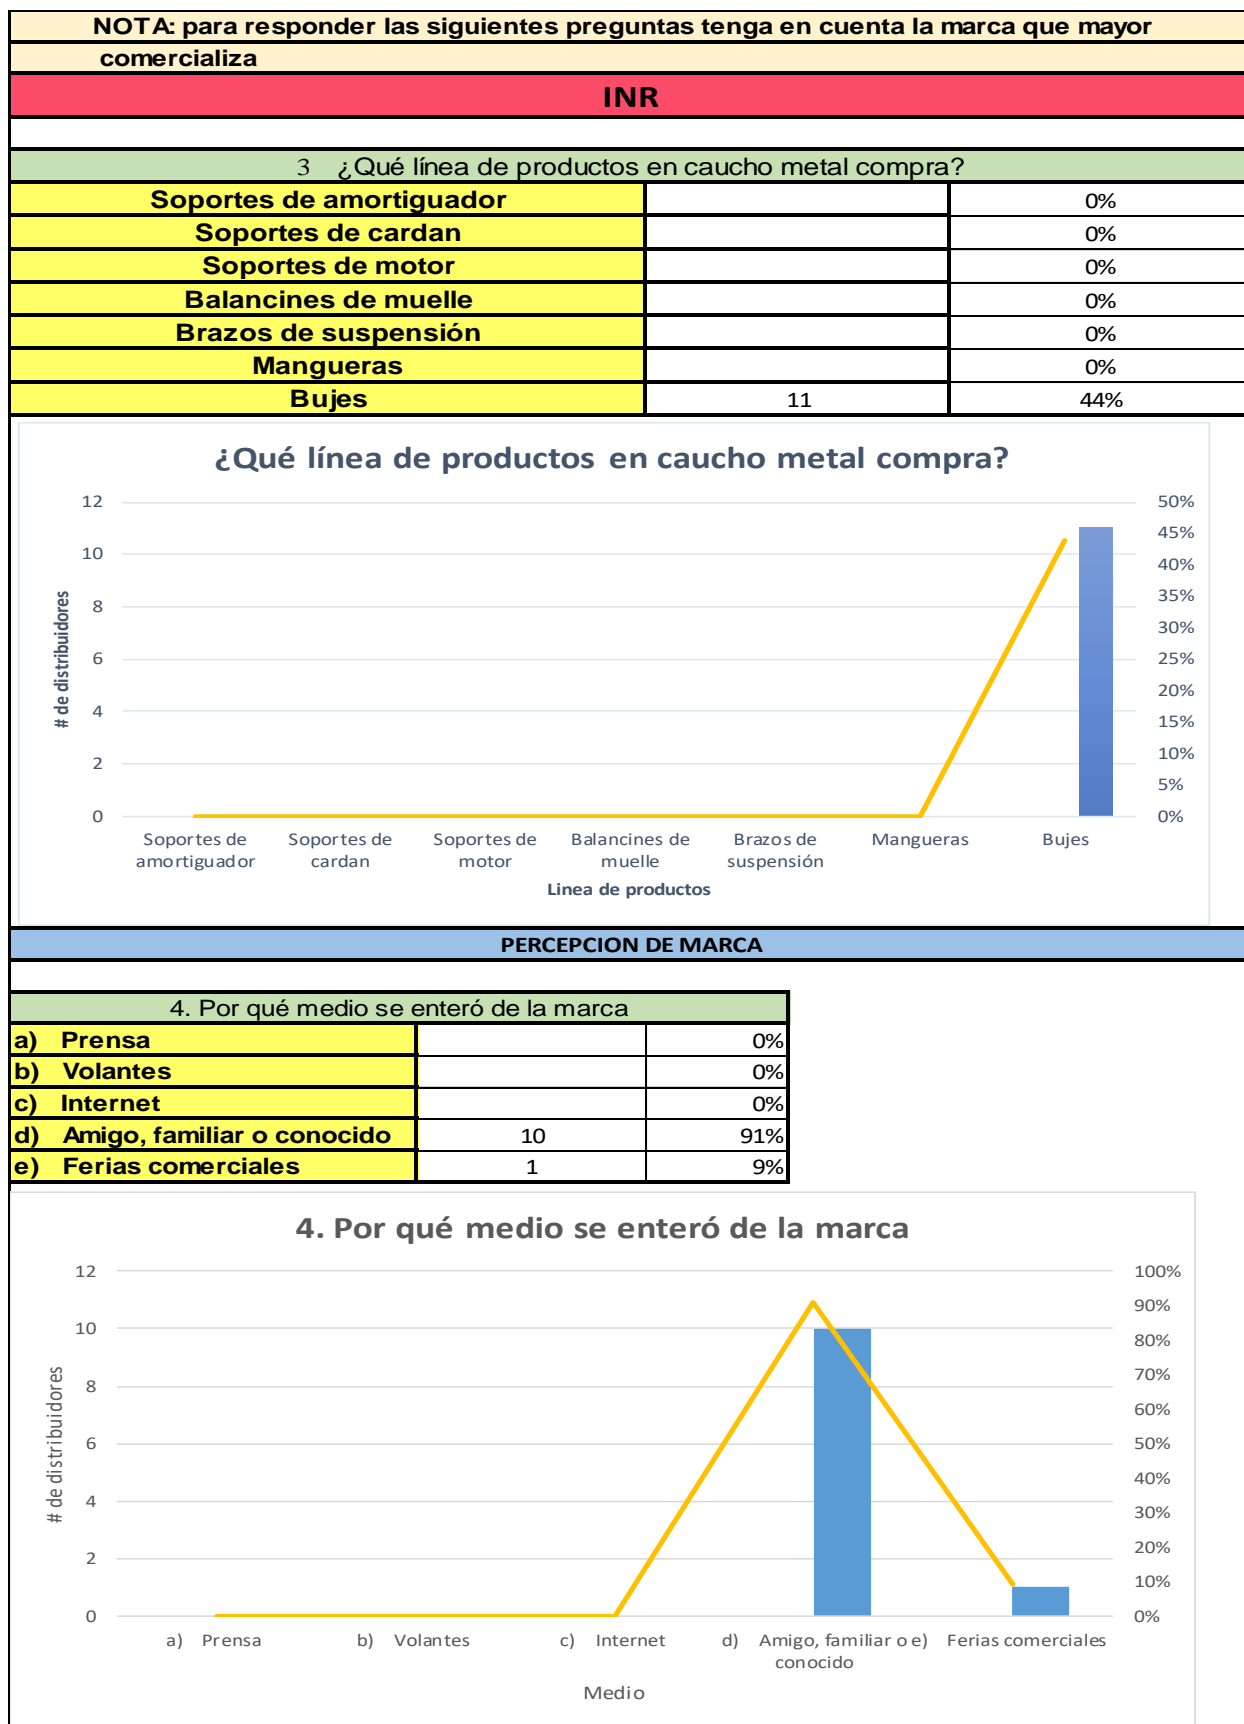 NOTA: para responder las siguientes preguntas tenga en cuenta la marca que mayor
comercializa
INR
3 ¿Qué línea de productos en caucho metal compra?
Soportes de amortiguador 0%
Soportes de cardan 0%
Soportes de motor 0%
Balancines de muelle 0%
Brazos de suspensión 0%
Mangueras 0%
Bujes 11 44%
¿Qué línea de productos en caucho metal compra?
12 50%
45%
10 40%
35%
8 30%
6 25%
20%
4 15%
10%
2 5%
0 0%
# de distribuidores
Soportes de amortiguador Soportes de cardan Soportes de motor Balancines de muelle Brazos de suspensión Mangueras Bujes
Linea de productos
PERCEPCION DE MARCA
4. Por qué medio se enteró de la marca
a) Prensa 0%
b) Volantes 0%
c) Internet 0%
d) Amigo, familiar o conocido 10 91%
e) Ferias comerciales 1 9%
4. Por qué medio se enteró de la marca
12 100%
90%
10 80%
70%
8 60%
6 50%
40%
4 30%
20%
2 10%
0 0%
# de distribuidores
a) Prensa b) Volantes c) Internet d) Amigo, familiar o conocido e) Ferias comerciales
Medio